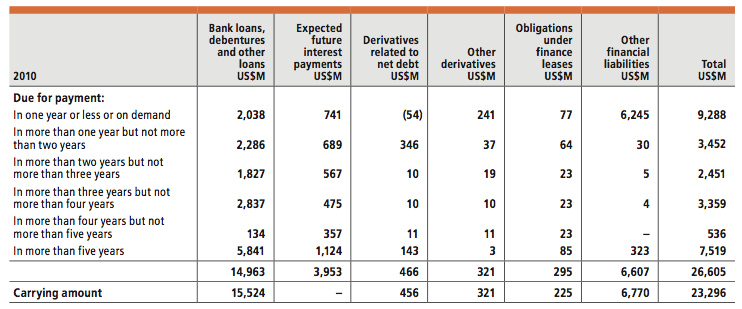 2010 Bank loans, debentures and other loans US$M Expected future interest payments US$M Derivatives related to net debt US$M Other derivatives US$M Obligations under finance leases US$M Other financial liabilities US$M Total US$M
Due for payment:
In one year or less or on demand 2,038 741 (54) 241 77 6,245 9,288
In more than one year but not more
than two years 2,286 689 346 37 64 30 3,452
In more than two years but not
more than three years 1,827 567 10 19 23 5 2,451
In more than three years but not
more than four years 2,837 475 10 10 23 4 3,359
In more than four years but not
more than five years 134 357 11 11 23 – 536
In more than five years 5,841 1,124 143 3 85 323 7,519
14,963 3,953 466 321 295 6,607 26,605
Carrying amount 15,524 – 456 321 225 6,770 23,296